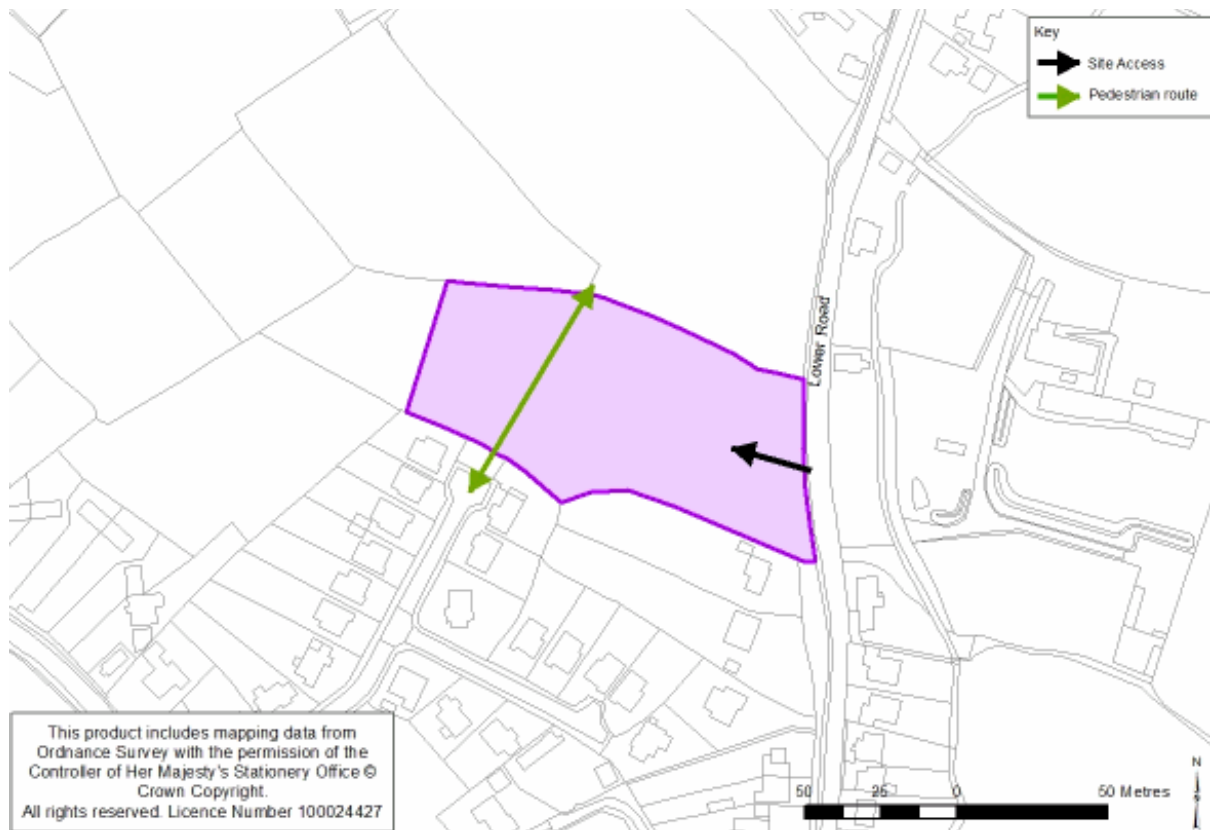 Key
Site Access
Pedestrian route
Lower Road
This product includes mapping data from
Ordnance Survey with the permission of the
Controller of Her Majesty's Stationery Office ©
Crown Copyright.
All rights reserved. Licence Number 100024427
50 25 0 50 Metres
N